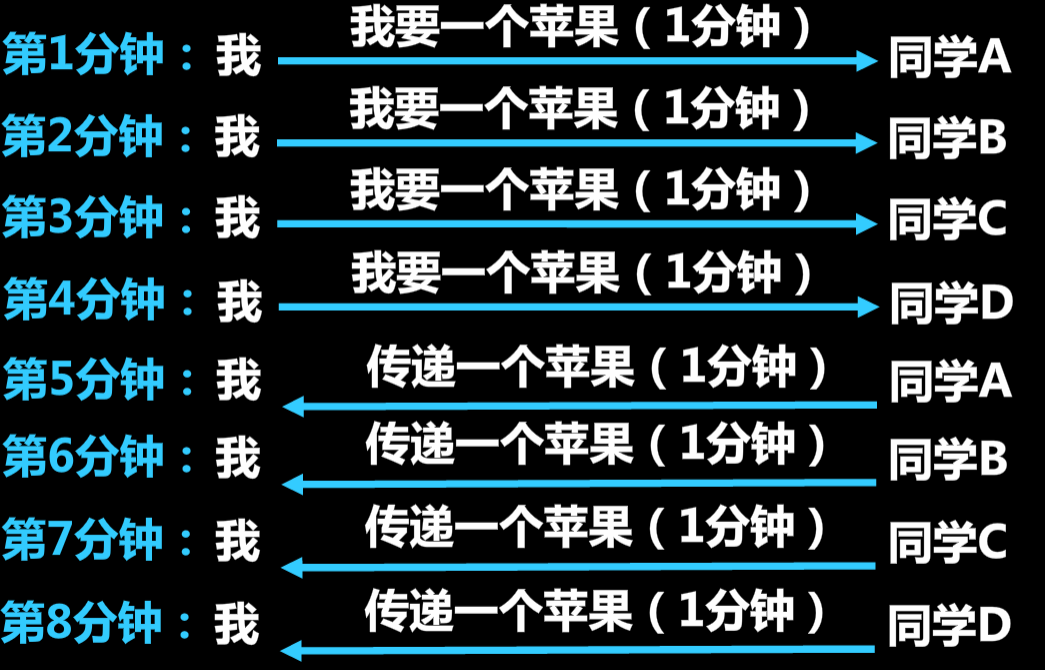 第1分钟：我 我要一个苹果（1分钟） 同学A
第2分钟：我 我要一个苹果（1分钟） 同学B
第3分钟：我 我要一个苹果（1分钟） 同学C
第4分钟：我 我要一个苹果（1分钟） 同学D
第5分钟：我 传递一个苹果（1分钟） 同学A
第6分钟：我 传递一个苹果（1分钟） 同学B
第7分钟：我 传递一个苹果（1分钟） 同学C
第8分钟：我 传递一个苹果（1分钟） 同学D